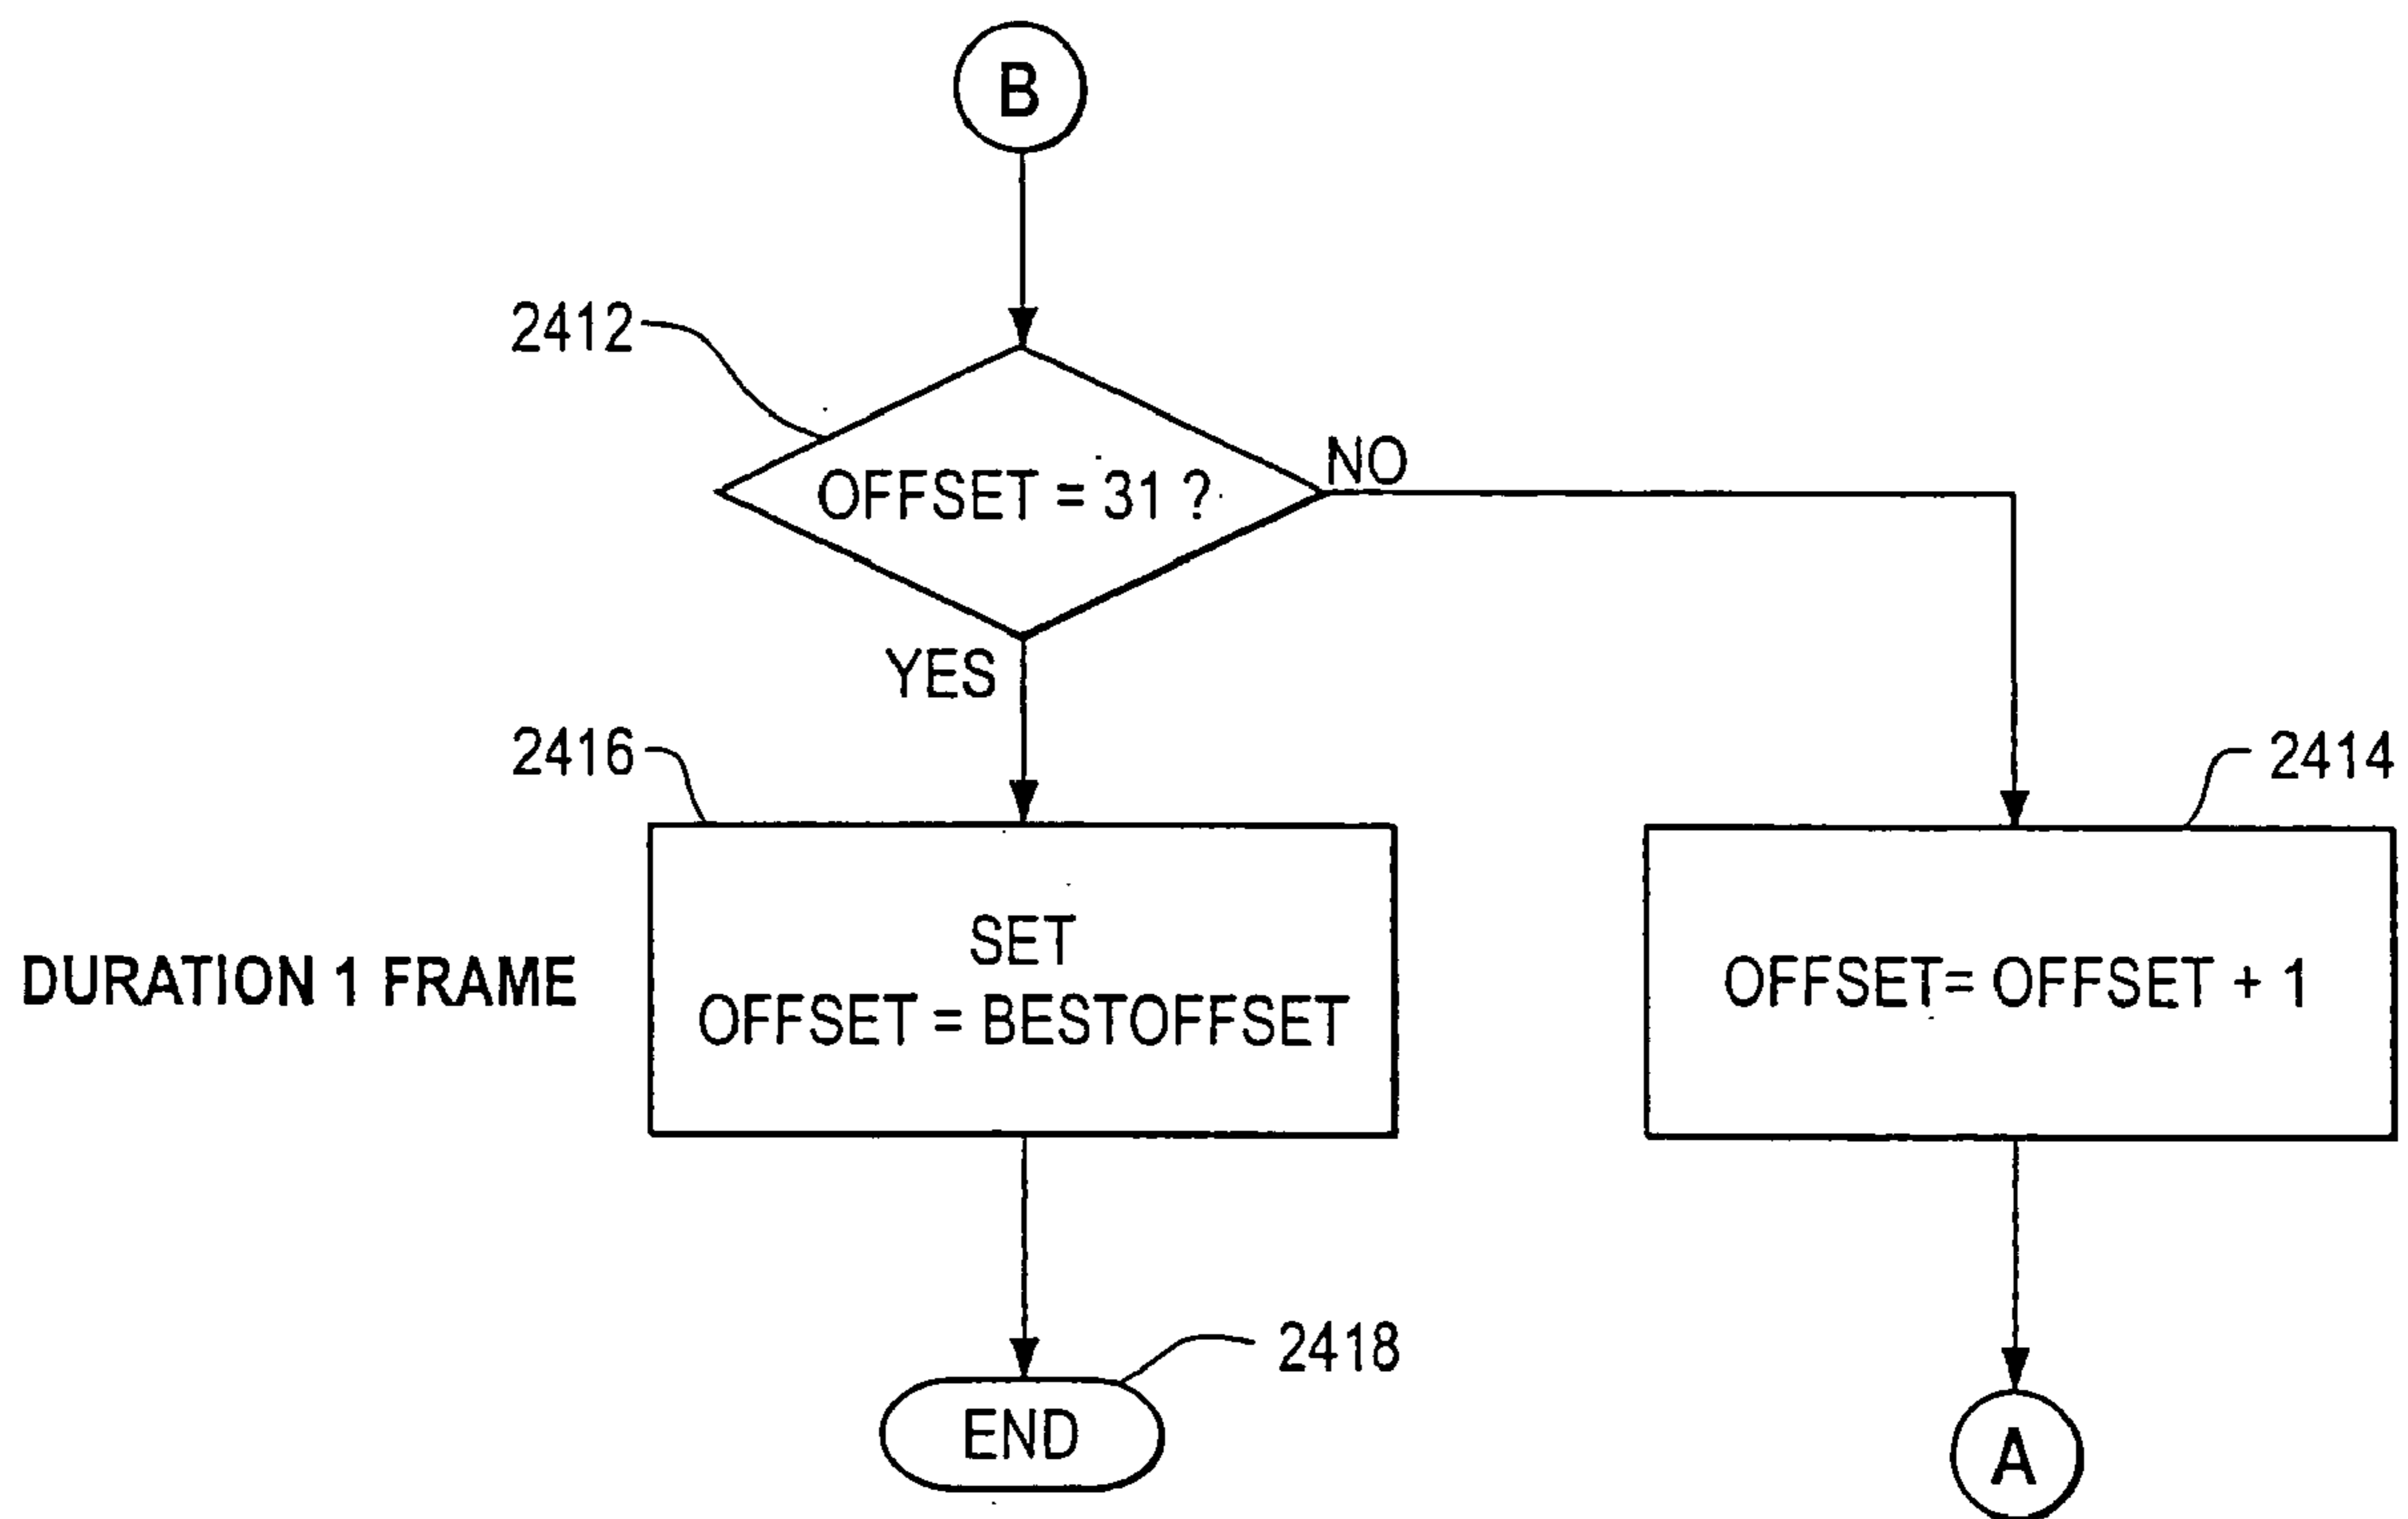 B
2412
OFFSET = 31 ?
NO
YES
2416
2414
SET
OFFSET = BESTOFFSET
DURATION 1 FRAME
OFFSET= OFFSET + 1
2418
END
A